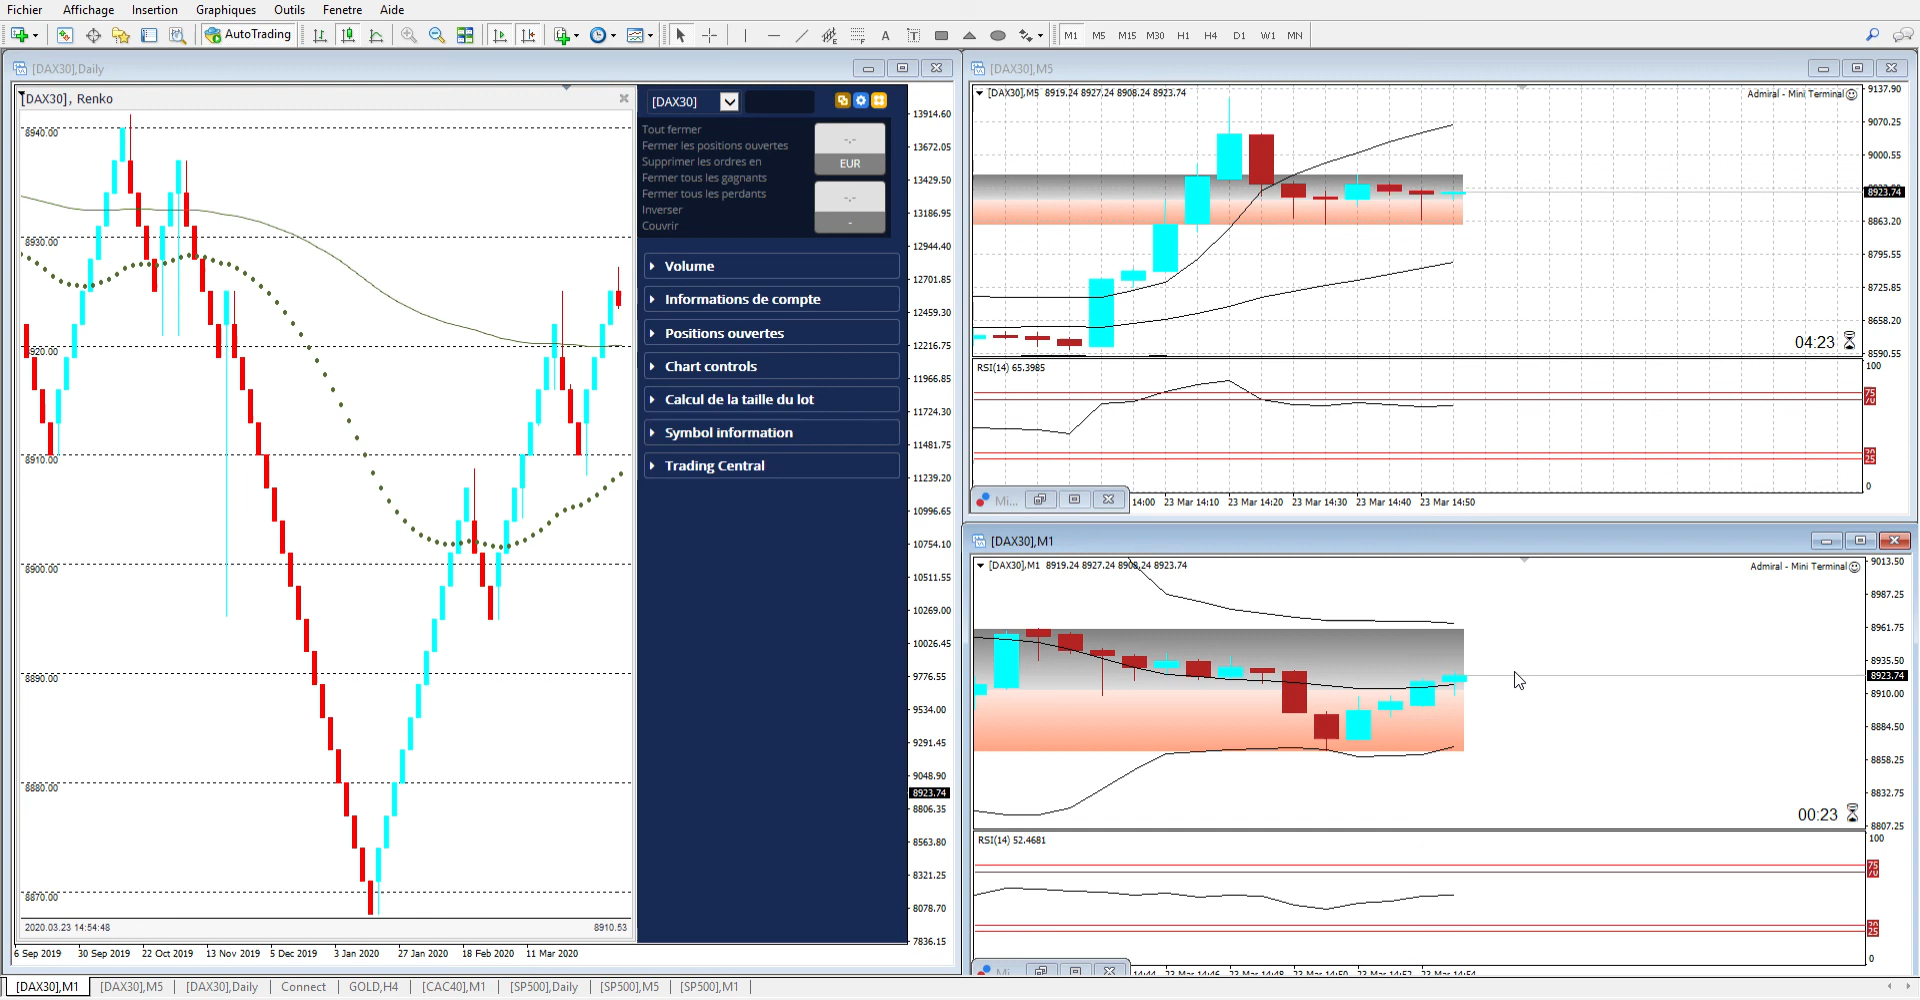 Fichier Affichage Insertion Graphiques Outils Fenetre Aide
AutoTrading M1 M5 M15 M30 H1 H4 D1 W1 MN
[DAX30],Daily
[DAX30], Renko
8940.00
8930.00
8920.00
8910.00
8900.00
8890.00
8880.00
8870.00
2020.03.23 14:54:48 8910.53
6 Sep 2019 30 Sep 2019 22 Oct 2019 13 Nov 2019 5 Dec 2019 3 Jan 2020 27 Jan 2020 18 Feb 2020 11 Mar 2020
[DAX30]
Tout fermer
Fermer les positions ouvertes
Supprimer les ordres en
Fermer tous les gagnants
Fermer tous les perdants
Inverser
Couvrir
-.-
EUR
-.-
-
Volume
Informations de compte
Positions ouvertes
Chart controls
Calcul de la taille du lot
Symbol information
Trading Central
13914.60
13672.05
13429.50
13186.95
12944.40
12701.85
12459.30
12216.75
11966.85
11724.30
11481.75
11239.20
10996.65
10754.10
10511.55
10269.00
10026.45
9776.55
9534.00
9291.45
9048.90
8923.74
8806.35
8563.80
8321.25
8078.70
7836.15
[DAX30],M5
[DAX30],M5 8919.24 8927.24 8908.24 8923.74
Admiral - Mini Terminal
9137.90
9070.25
9000.55
8923.74
8863.20
8795.55
8725.85
8658.20
8590.55
04:23
RSI(14) 65.3985
100
75
70
30
25
0
Mi...
14:00 23 Mar 14:10 23 Mar 14:20 23 Mar 14:30 23 Mar 14:40 23 Mar 14:50
[DAX30],M1
[DAX30],M1 8919.24 8927.24 8908.24 8923.74
Admiral - Mini Terminal
9013.50
8987.25
8961.75
8935.50
8923.74
8910.00
8884.50
8858.25
8832.75
8807.25
00:23
RSI(14) 52.4681
100
75
70
30
25
0
[DAX30],M1 [DAX30],M5 [DAX30],Daily Connect GOLD,H4 [CAC40],M1 [SP500],Daily [SP500],M5 [SP500],M1